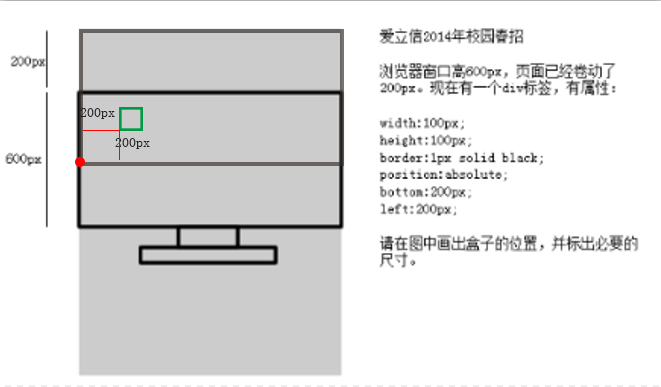 爱立信2014年校园春招
浏览器窗口高600px,页面已经卷动了
200px。现在有一个div标签,有属性:
width:100px;
height:100px;
border:1px solid black;
position:absolute;
bottom:200px;
left:200px;
请在图中画出盒子的位置,并标出必要的
尺寸。
200px
600px
200px
200px